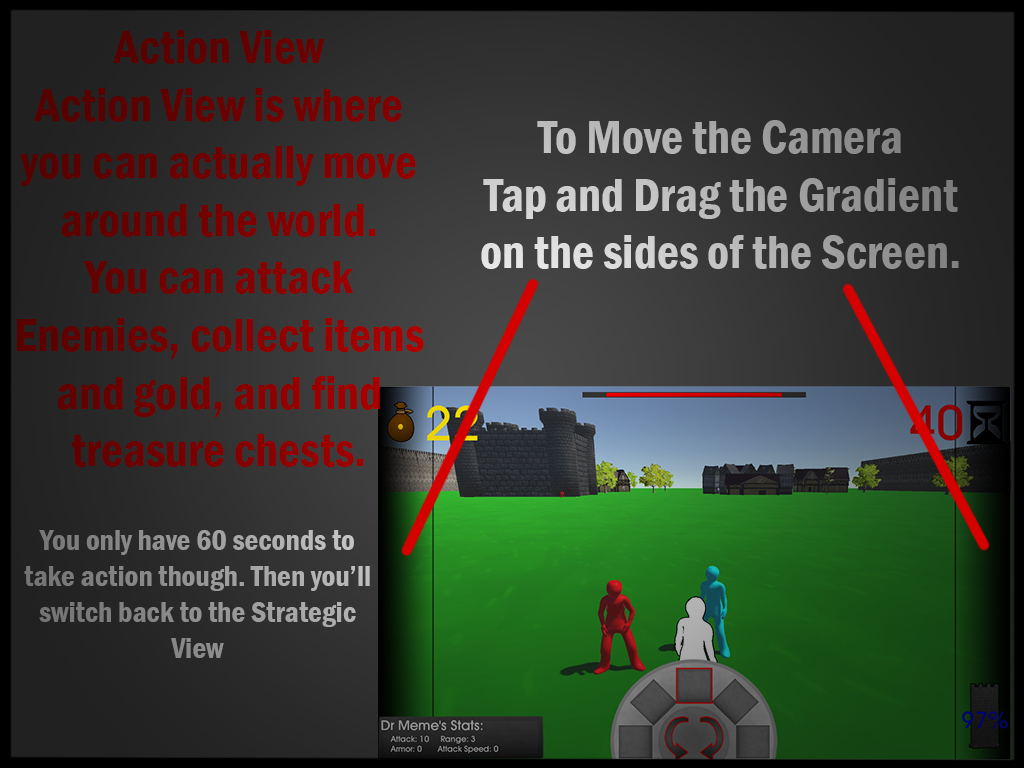 Action View
Action View is where
you can actually move
around the world.
You can attack
Enemies, collect items
and gold, and find
treasure chests.
You only have 60 seconds to
take action though. Then you'll
switch back to the Strategic
View
To Move the Camera
Tap and Drag the Gradient
on the sides of the Screen.
22
40
97%
Dr Meme's Stats:
Attack: 10 Range: 3
Armor: 0 Attack Speed: 0